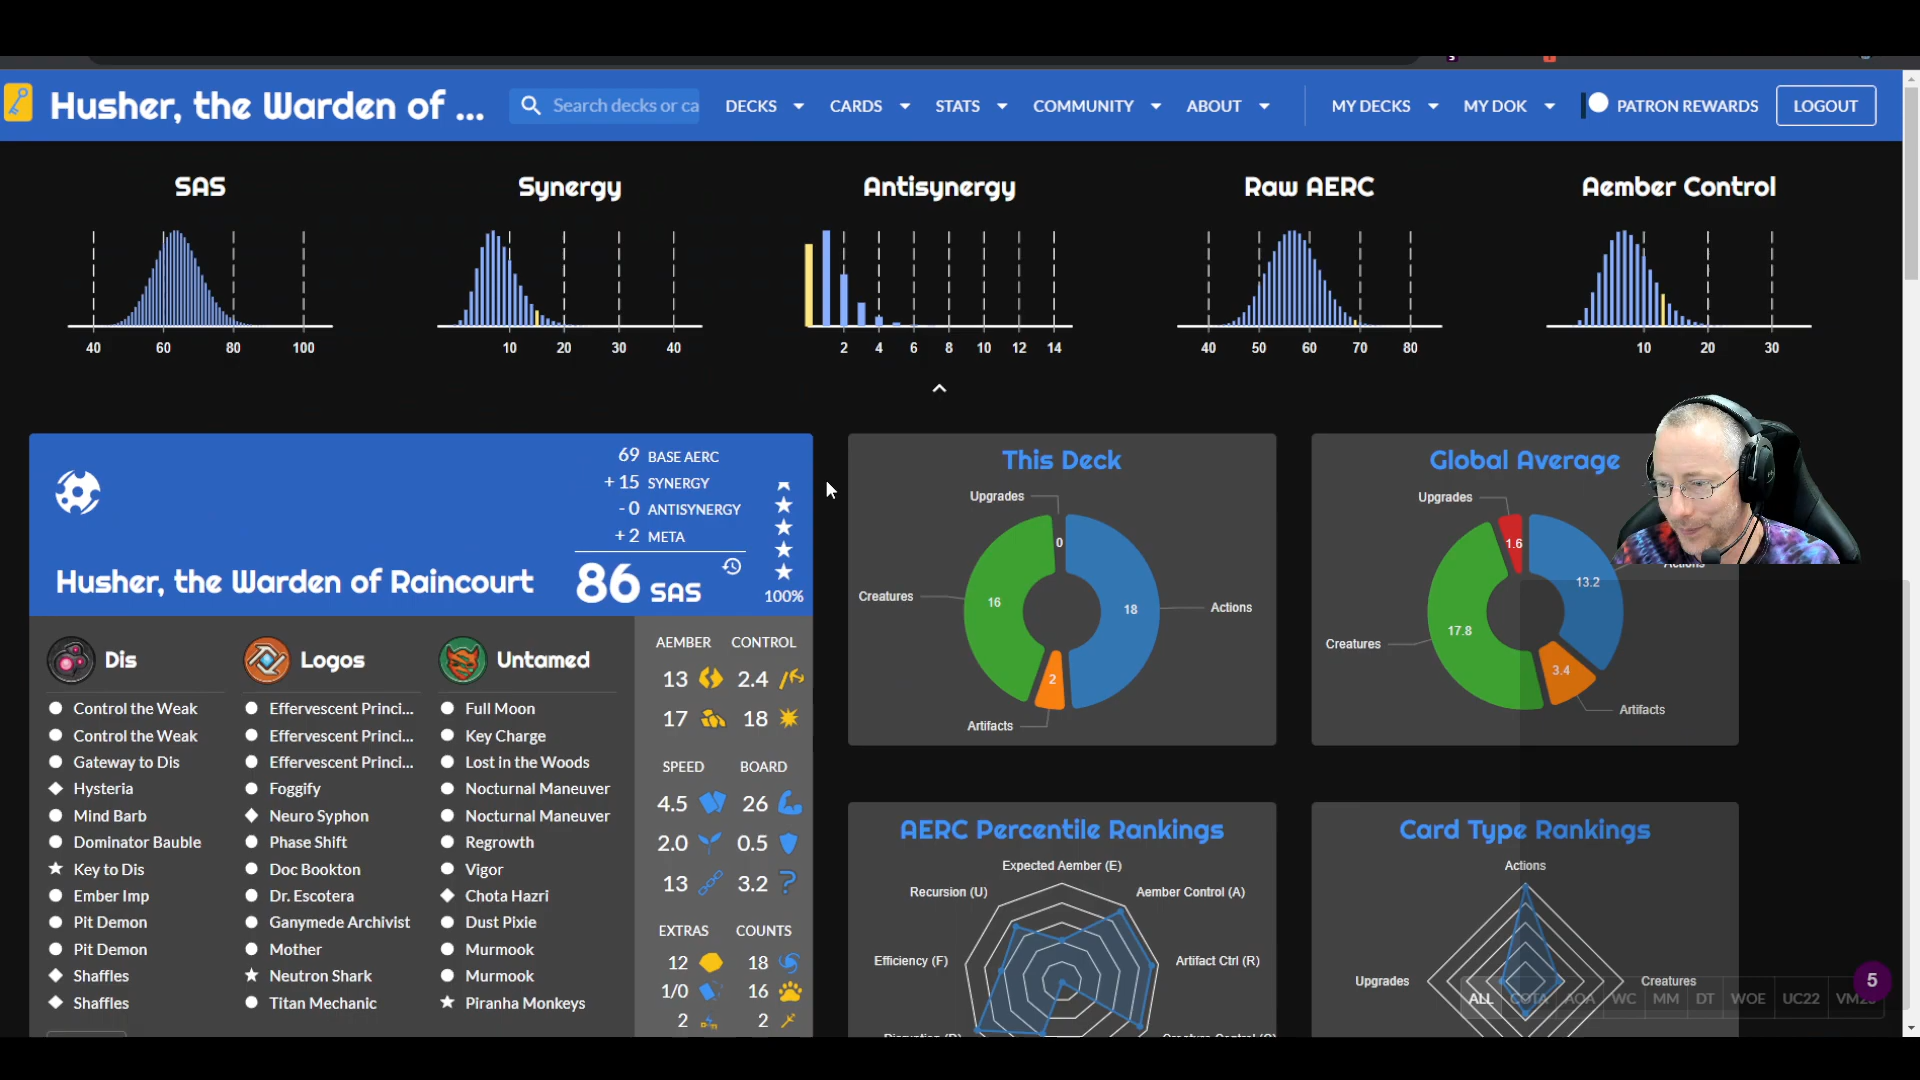 Husher, the Warden of ...
Search decks or ca
DECKS
CARDS
STATS
COMMUNITY
ABOUT
MY DECKS
MY DOK
PATRON REWARDS
LOGOUT
SAS
Synergy
Antisynergy
Raw AERC
Aember Control
40 60 80 100
10 20 30 40
2 4 6 8 10 12 14
40 50 60 70 80
10 20 30
69 BASE AERC
+ 15 SYNERGY
- 0 ANTISYNERGY
+ 2 META
Husher, the Warden of Raincourt
86 SAS
100%
Dis
Control the Weak
Control the Weak
Gateway to Dis
Hysteria
Mind Barb
Dominator Bauble
Key to Dis
Ember Imp
Pit Demon
Pit Demon
Shaffles
Shaffles
Logos
Effervescent Princi...
Effervescent Princi...
Effervescent Princi...
Foggify
Neuro Syphon
Phase Shift
Doc Bookton
Dr. Escotera
Ganymede Archivist
Mother
Neutron Shark
Titan Mechanic
Untamed
Full Moon
Key Charge
Lost in the Woods
Nocturnal Maneuver
Nocturnal Maneuver
Regrowth
Vigor
Chota Hazri
Dust Pixie
Murmook
Murmook
Piranha Monkeys
AEMBER CONTROL
13 2.4
17 18
SPEED BOARD
4.5 26
2.0 0.5
13 3.2
EXTRAS COUNTS
12 18
1/0 16
2 2
This Deck
Upgrades
0
Creatures
16
18
Actions
2
Artifacts
Global Average
Upgrades
1.6
13.2
Actions
17.8
Creatures
3.4
Artifacts
AERC Percentile Rankings
Expected Aember (E)
Recursion (U)
Aember Control (A)
Efficiency (F)
Artifact Ctrl (R)
Card Type Rankings
Actions
Upgrades
Creatures
5
ALL COTA AOA WC MM DT WOE UC22